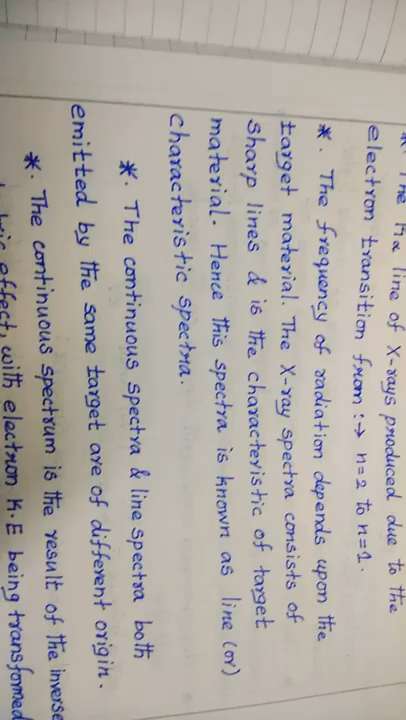 *. The Kα line of X-rays produced due to the
electron transition from :→ n=2 to n=1.
*. The frequency of radiation depends upon the
target material. The X-ray spectra consists of
sharp lines & is the characteristic of target
material. Hence this spectra is known as line (or)
characteristic spectra.
*. The continuous spectra & line spectra both
emitted by the same target are of different origin.
*. The continuous spectrum is the result of the inverse
effect, with electron K.E being transformed